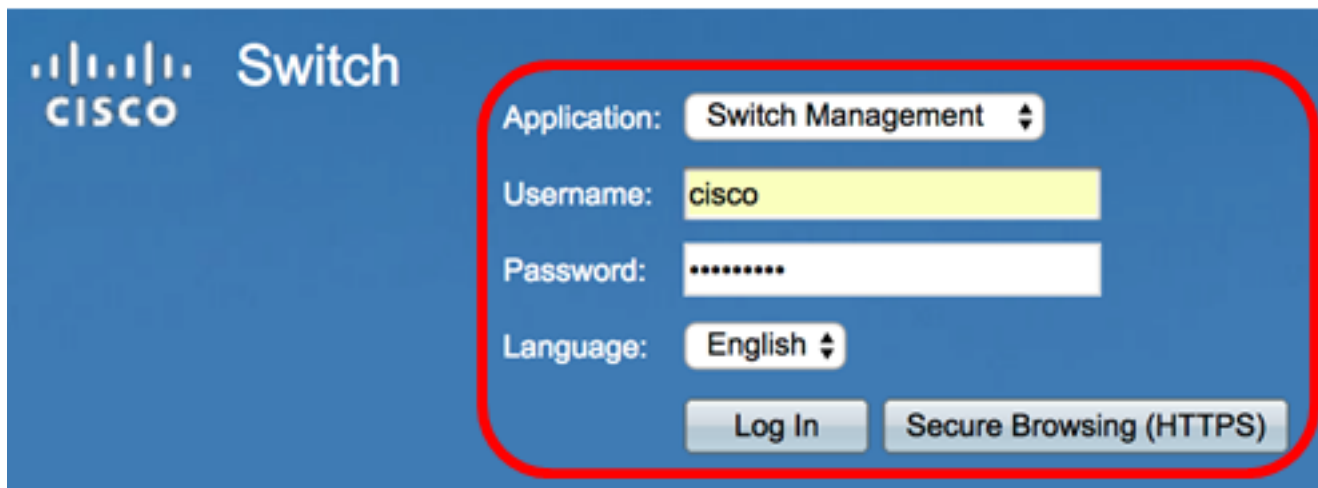 CISCO
Switch
Application: Switch Management
Username: cisco
Password: •••••••••
Language: English
Log In Secure Browsing (HTTPS)